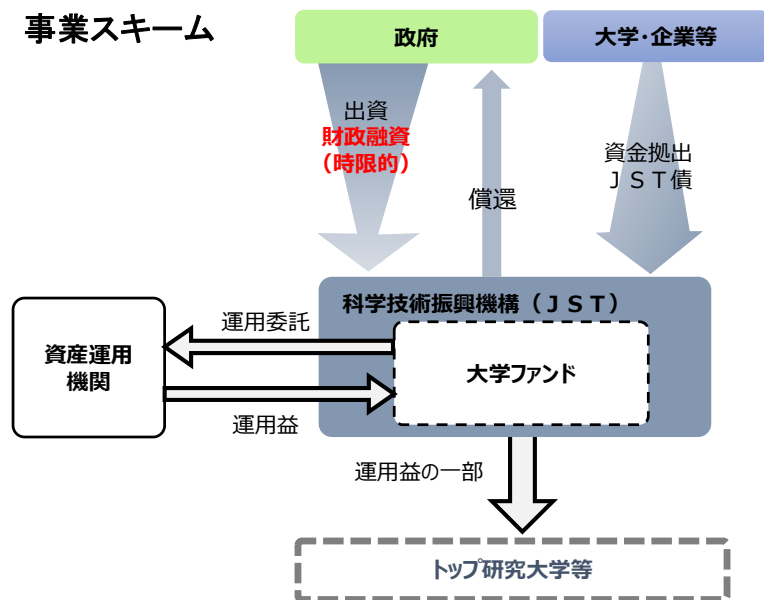 事業スキーム
政府
大学・企業等
出資
財政融資
(時限的)
償還
資金拠出
ＪＳＴ債
科学技術振興機構（ＪＳＴ）
運用委託
資産運用
機関
大学ファンド
運用益
運用益の一部
トップ研究大学等